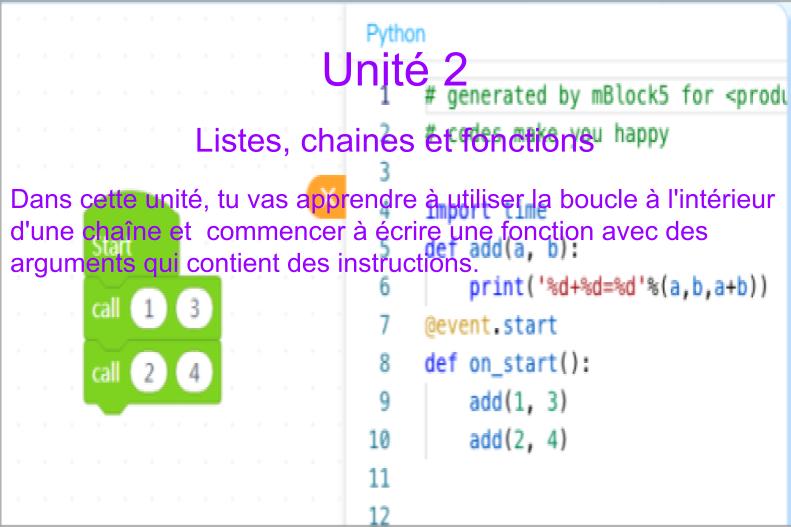 Python
Unité 2
1 # generated by mBlock5 for <produ
2 # codes make you happy
Listes, chaines et fonctions
3
Dans cette unité, tu vas apprendre à utiliser la boucle à l'intérieur
d'une chaîne et commencer à écrire une fonction avec des
arguments qui contient des instructions.
Start
call 1 3
call 2 4
4 import time
5 def add(a, b):
6 print('%d+%d=%d'%(a,b,a+b))
7 @event.start
8 def on_start():
9 add(1, 3)
10 add(2, 4)
11
12